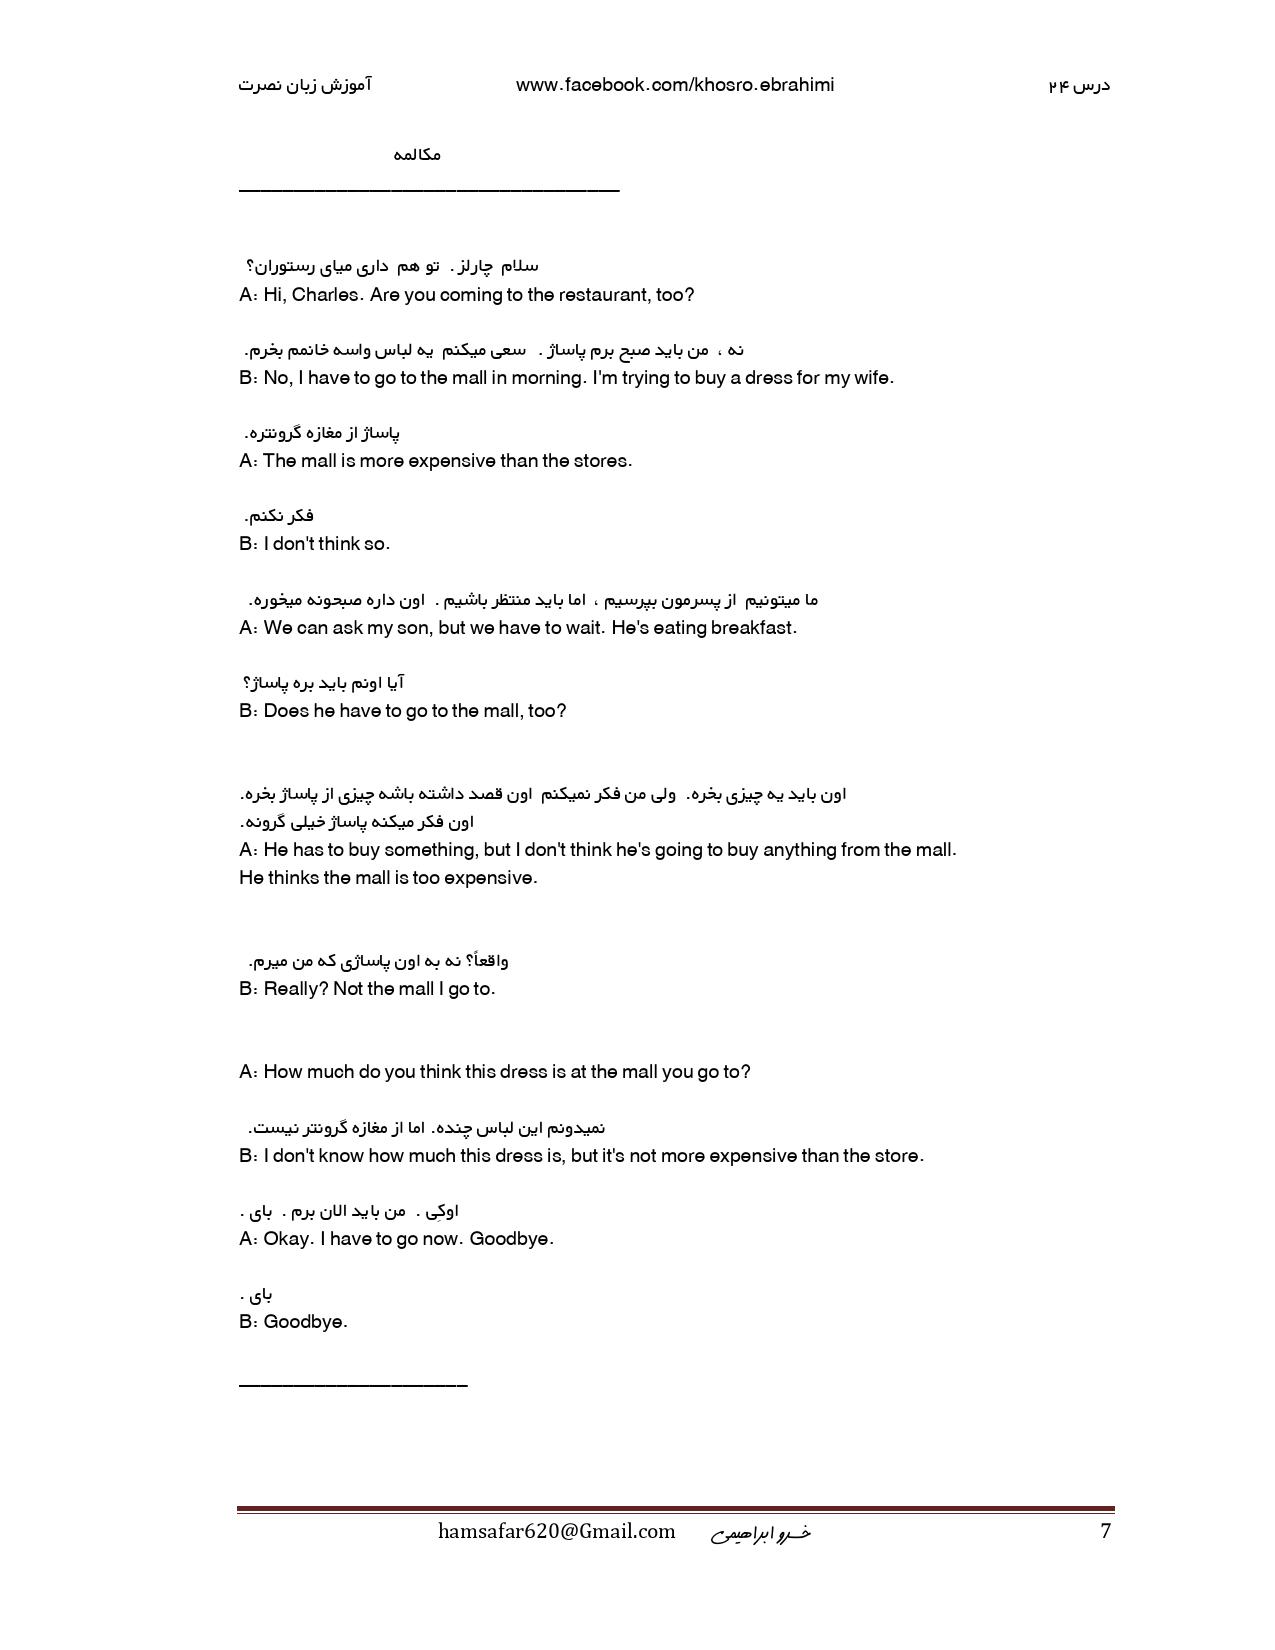 درس ۲۴ www.facebook.com/khosro.ebrahimi آموزش زبان نصرت
مکالمه
سلام چارلز. تو هم داری میای رستوران؟
A: Hi, Charles. Are you coming to the restaurant, too?
نه ، من باید صبح برم پاساژ . سعی میکنم یه لباس واسه خانمم بخرم.
B: No, I have to go to the mall in morning. I'm trying to buy a dress for my wife.
پاساژ از مغازه گرونتره.
A: The mall is more expensive than the stores.
فکر نکنم.
B: I don't think so.
ما میتونیم از پسرمون بپرسیم ، اما باید منتظر باشیم . اون داره صبحونه میخوره.
A: We can ask my son, but we have to wait. He's eating breakfast.
آیا اونم باید بره پاساژ؟
B: Does he have to go to the mall, too?
اون باید یه چیزی بخره. ولی من فکر نمیکنم اون قصد داشته باشه چیزی از پاساژ بخره.
اون فکر میکنه پاساژ خیلی گرونه.
A: He has to buy something, but I don't think he's going to buy anything from the mall.
He thinks the mall is too expensive.
واقعاً؟ نه به اون پاساژی که من میرم.
B: Really? Not the mall I go to.
A: How much do you think this dress is at the mall you go to?
نمیدونم این لباس چنده. اما از مغازه گرونتر نیست.
B: I don't know how much this dress is, but it's not more expensive than the store.
اوکِی . من باید الان برم . بای .
A: Okay. I have to go now. Goodbye.
بای .
B: Goodbye.
hamsafar620@Gmail.com خسرو ابراهیمی 7